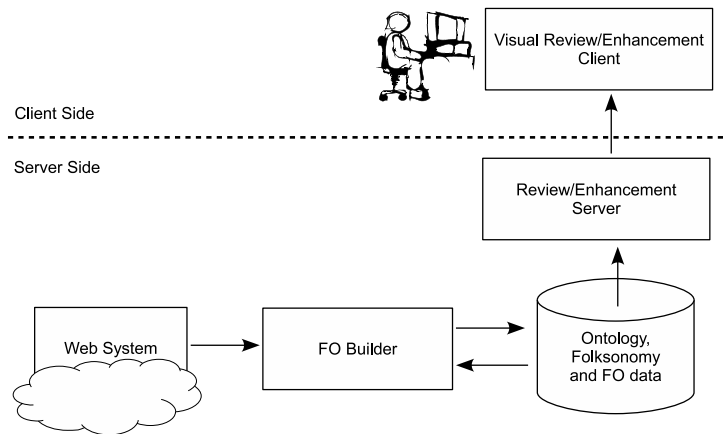 Visual Review/Enhancement
Client
Client Side
Server Side
Review/Enhancement
Server
Web System
FO Builder
Ontology,
Folksonomy
and FO data